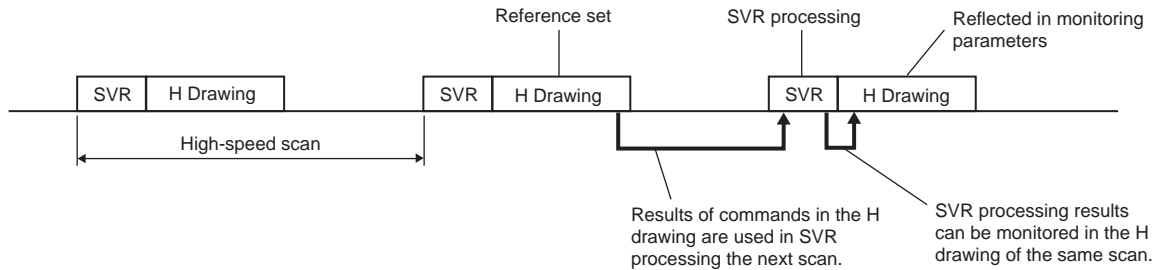 Reference set
SVR processing
Reflected in monitoring
parameters
SVR
H Drawing
SVR
H Drawing
SVR
H Drawing
High-speed scan
Results of commands in the H
drawing are used in SVR
processing the next scan.
SVR processing results
can be monitored in the H
drawing of the same scan.